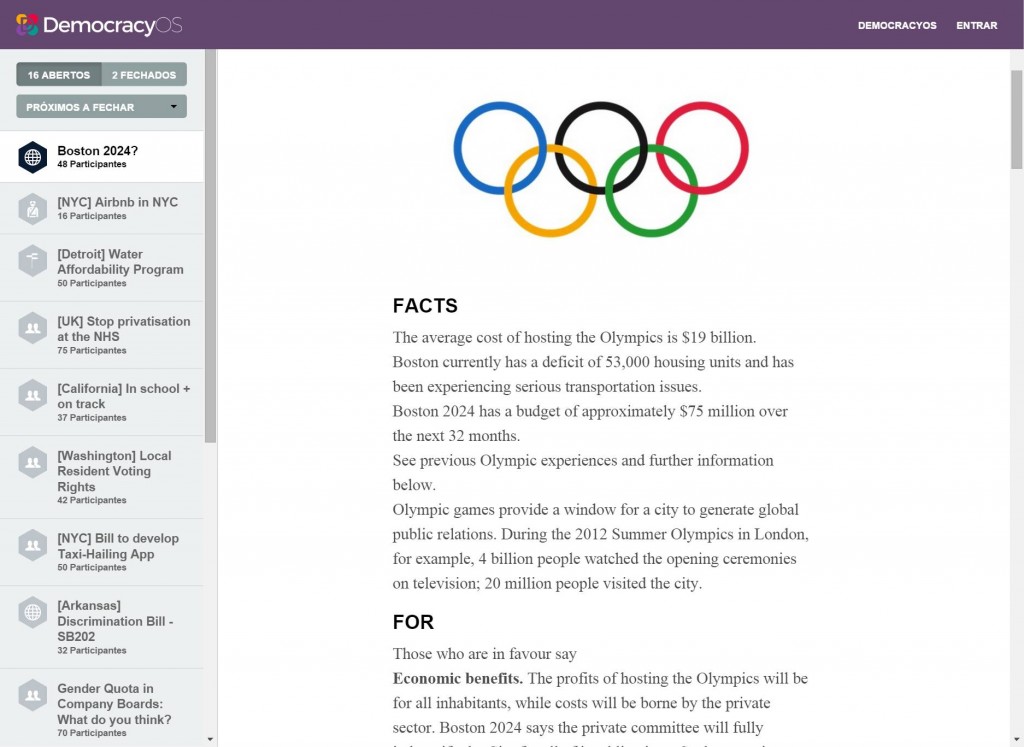 DemocracyOS
DEMOCRACYOS ENTRAR
16 ABERTOS 2 FECHADOS
PRÓXIMOS A FECHAR
Boston 2024?
48 Participantes
[NYC] Airbnb in NYC
16 Participantes
[Detroit] Water
Affordability Program
50 Participantes
[UK] Stop privatisation
at the NHS
75 Participantes
[California] In school +
on track
37 Participantes
[Washington] Local
Resident Voting
Rights
42 Participantes
[NYC] Bill to develop
Taxi-Hailing App
50 Participantes
[Arkansas]
Discrimination Bill -
SB202
32 Participantes
Gender Quota in
Company Boards:
What do you think?
70 Participantes
FACTS
The average cost of hosting the Olympics is $19 billion.
Boston currently has a deficit of 53,000 housing units and has
been experiencing serious transportation issues.
Boston 2024 has a budget of approximately $75 million over
the next 32 months.
See previous Olympic experiences and further information
below.
Olympic games provide a window for a city to generate global
public relations. During the 2012 Summer Olympics in London,
for example, 4 billion people watched the opening ceremonies
on television; 20 million people visited the city.
FOR
Those who are in favour say
Economic benefits. The profits of hosting the Olympics will be
for all inhabitants, while costs will be borne by the private
sector. Boston 2024 says the private committee will fully